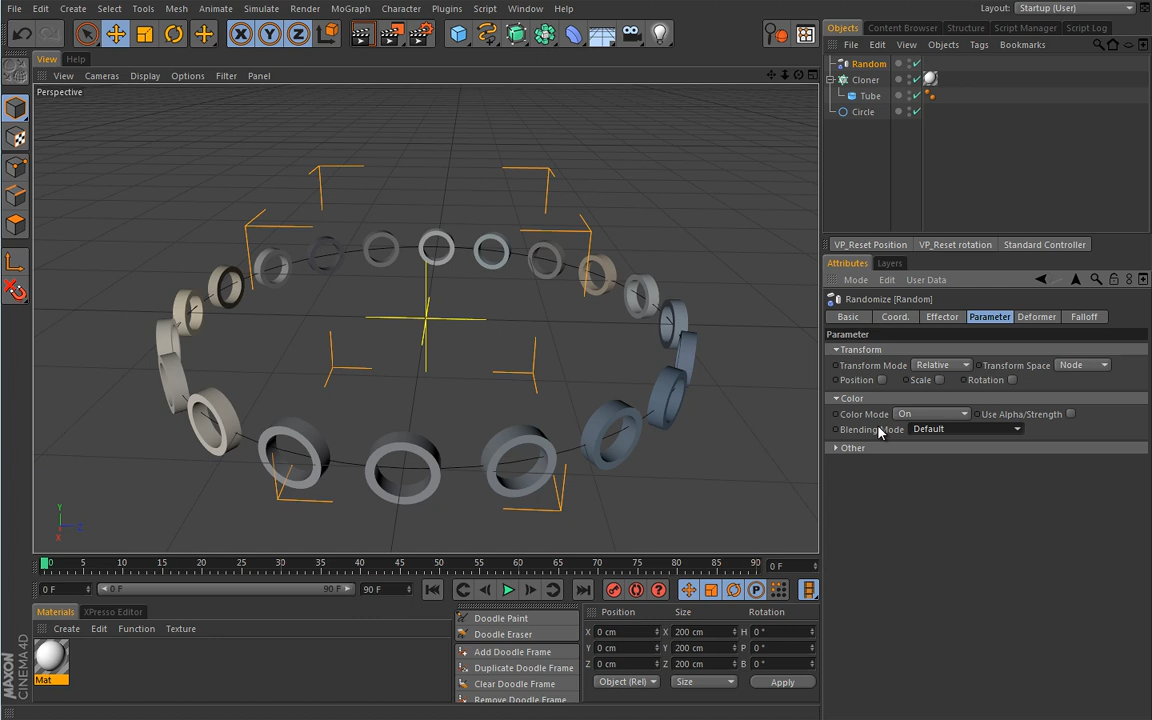 File Edit Create Select Tools Mesh Animate Simulate Render MoGraph Character Plugins Script Window Help Layout: Startup (User)
X Y Z
Objects Content Browser Structure Script Manager Script Log
File Edit View Objects Tags Bookmarks
View Help
View Cameras Display Options Filter Panel
Perspective
Random
Cloner
Tube
Circle
VP_Reset Position VP_Reset rotation Standard Controller
Attributes Layers
Mode Edit User Data
Randomize [Random]
Basic Coord. Effector Parameter Deformer Falloff
Parameter
Transform
Transform Mode Relative Transform Space Node
Position Scale Rotation
Color
Color Mode On Use Alpha/Strength
Blending Mode Default
Other
Y
Z
X
0 5 10 15 20 25 30 35 40 45 50 55 60 65 70 75 80 85 90 0 F
0 F 0 F 90 F 90 F P
Materials XPresso Editor
Create Edit Function Texture
Mat
MAXON
CINEMA4D
Doodle Paint
Doodle Eraser
Add Doodle Frame
Duplicate Doodle Frame
Clear Doodle Frame
Remove Doodle Frame
Position Size Rotation
X 0 cm X 200 cm H 0 °
Y 0 cm Y 200 cm P 0 °
Z 0 cm Z 200 cm B 0 °
Object (Rel) Size Apply